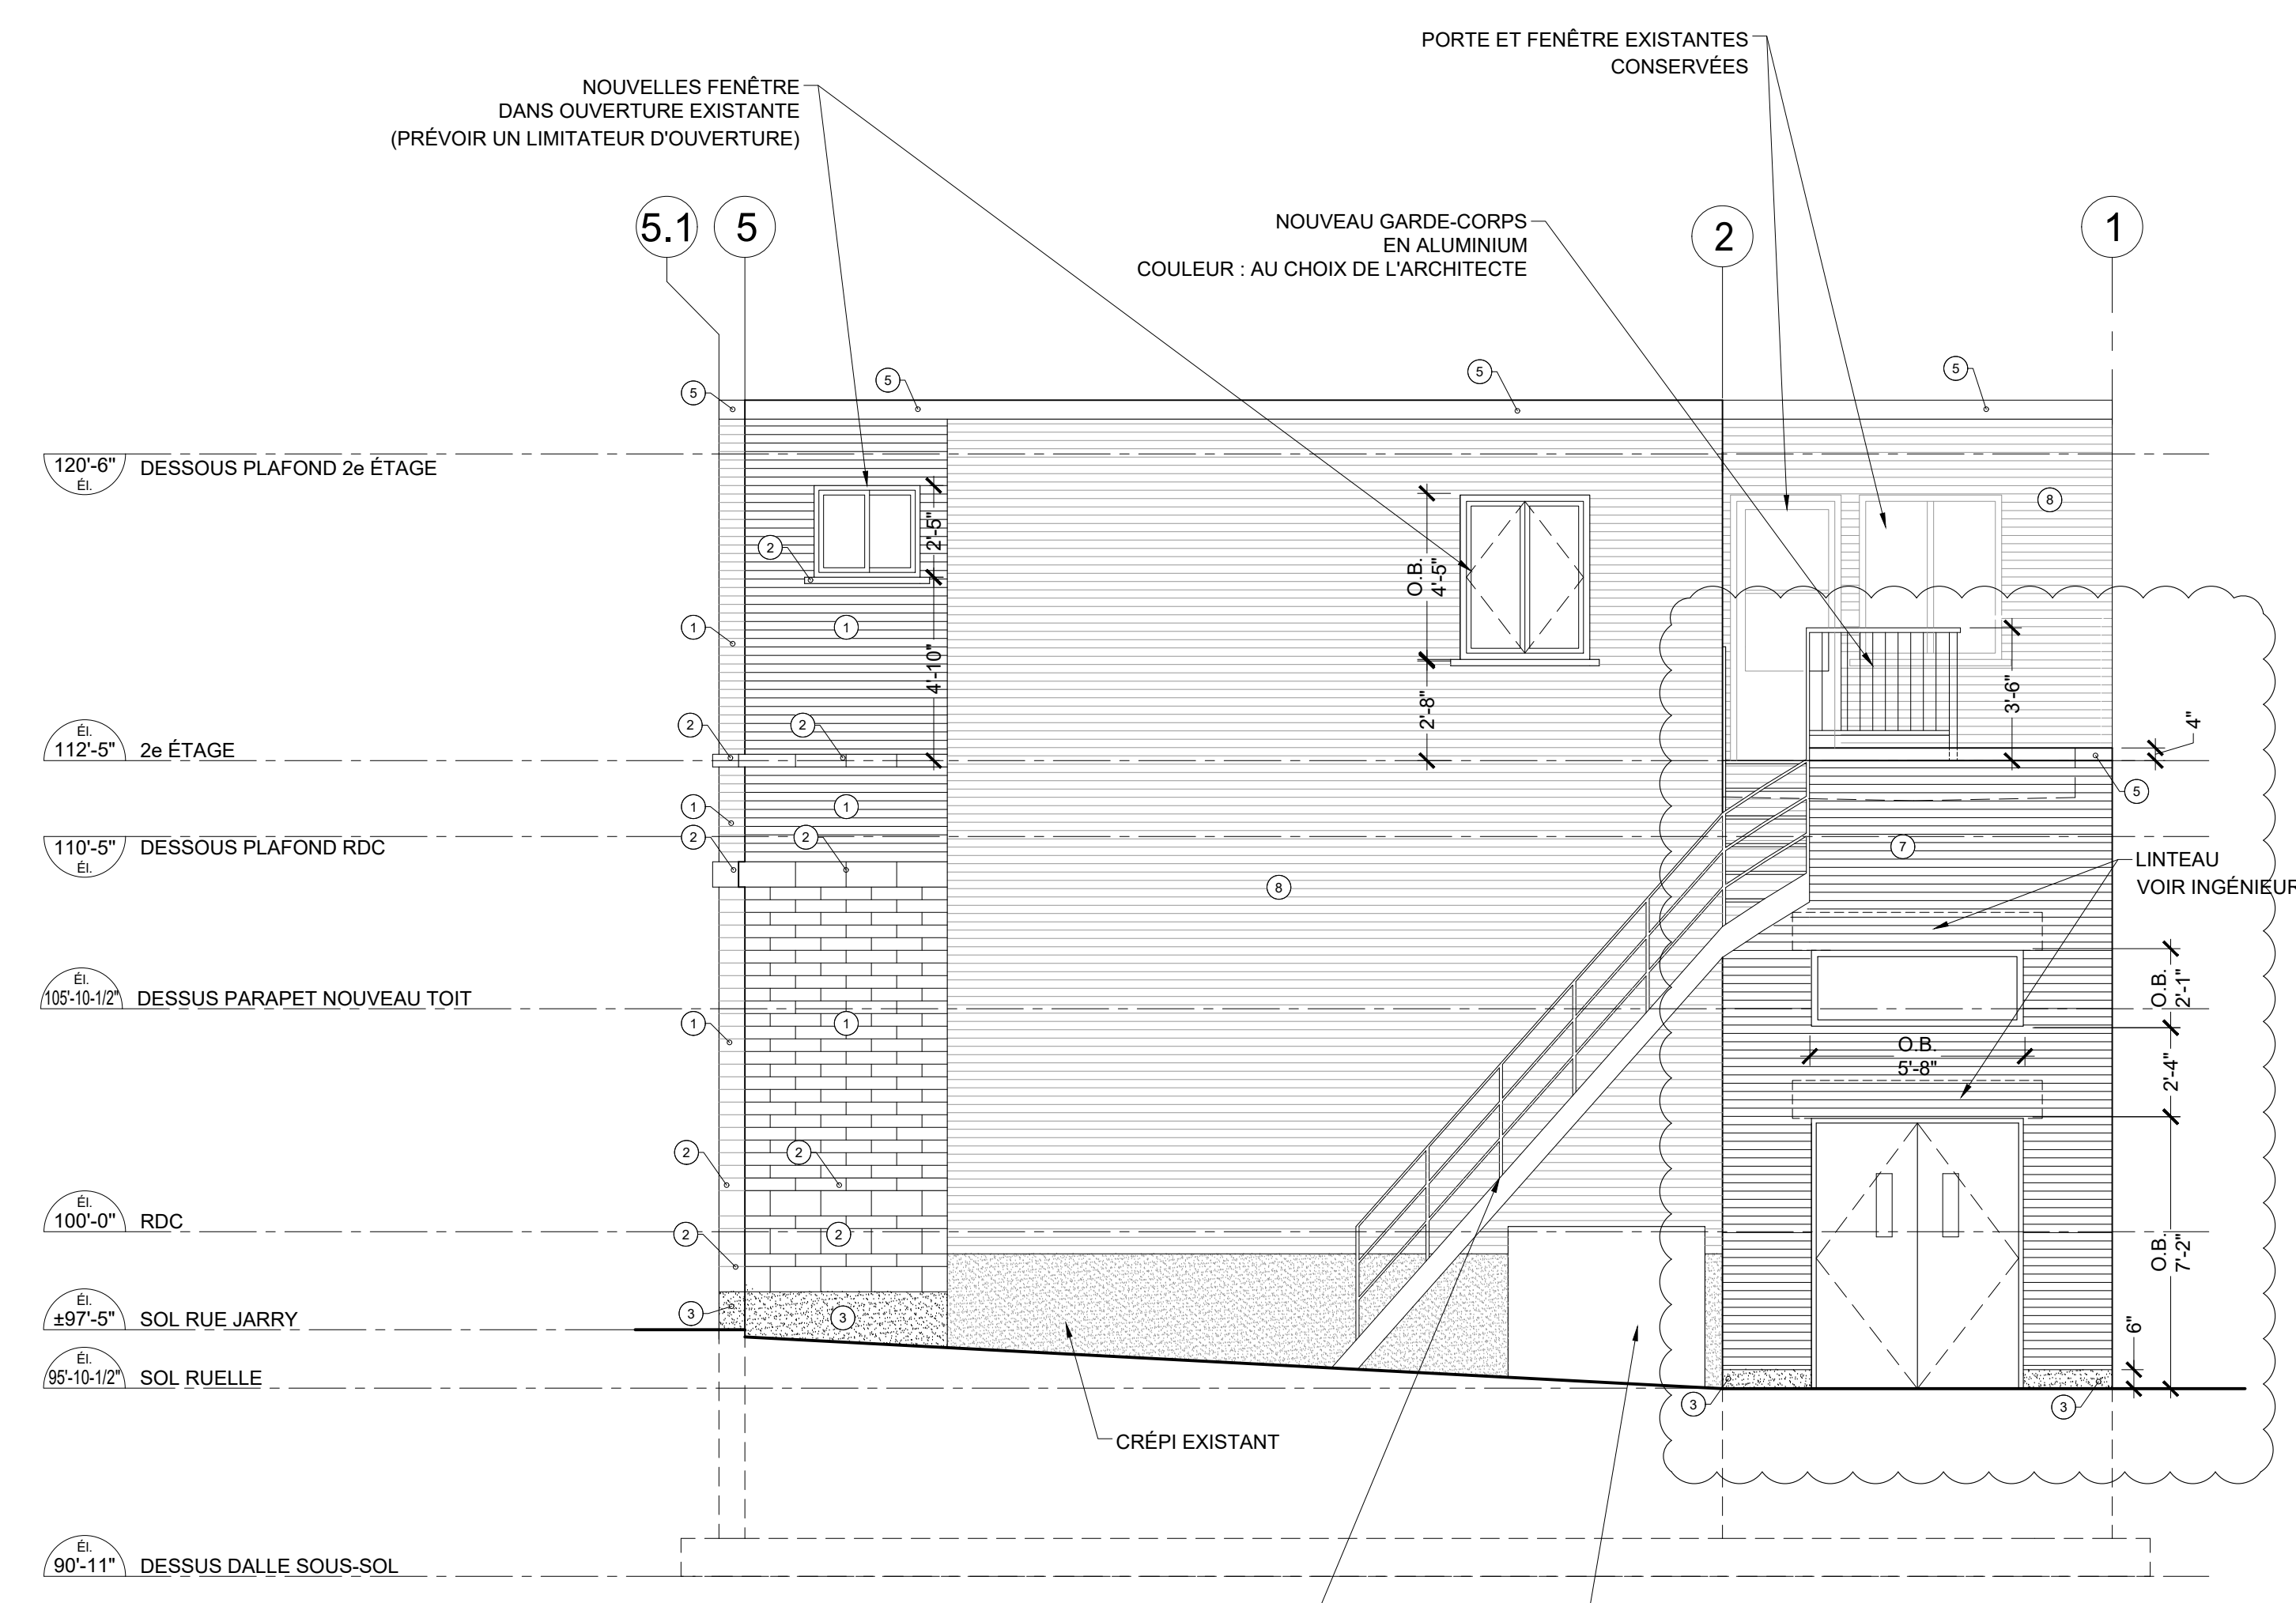 PORTE ET FENÊTRE EXISTANTES
CONSERVÉES
NOUVELLES FENÊTRE
DANS OUVERTURE EXISTANTE
(PRÉVOIR UN LIMITATEUR D'OUVERTURE)
5.1
5
NOUVEAU GARDE-CORPS
EN ALUMINIUM
COULEUR : AU CHOIX DE L'ARCHITECTE
2
1
5
5
5
5
120'-6"
Él.
DESSOUS PLAFOND 2e ÉTAGE
8
2'-5"
2
O.B.
4'-5"
1
1
4'-10"
2'-8"
3'-6"
4"
Él.
112'-5"
2e ÉTAGE
2
2
5
1
1
110'-5"
Él.
DESSOUS PLAFOND RDC
2
2
7
LINTEAU
VOIR INGÉNIEUR
8
Él.
105'-10-1/2"
DESSUS PARAPET NOUVEAU TOIT
O.B.
2'-1"
1
1
O.B.
5'-8"
2'-4"
2
2
Él.
100'-0"
RDC
2
2
O.B.
7'-2"
Él.
±97'-5"
SOL RUE JARRY
3
3
6"
Él.
95'-10-1/2"
SOL RUELLE
3
3
CRÉPI EXISTANT
Él.
90'-11"
DESSUS DALLE SOUS-SOL